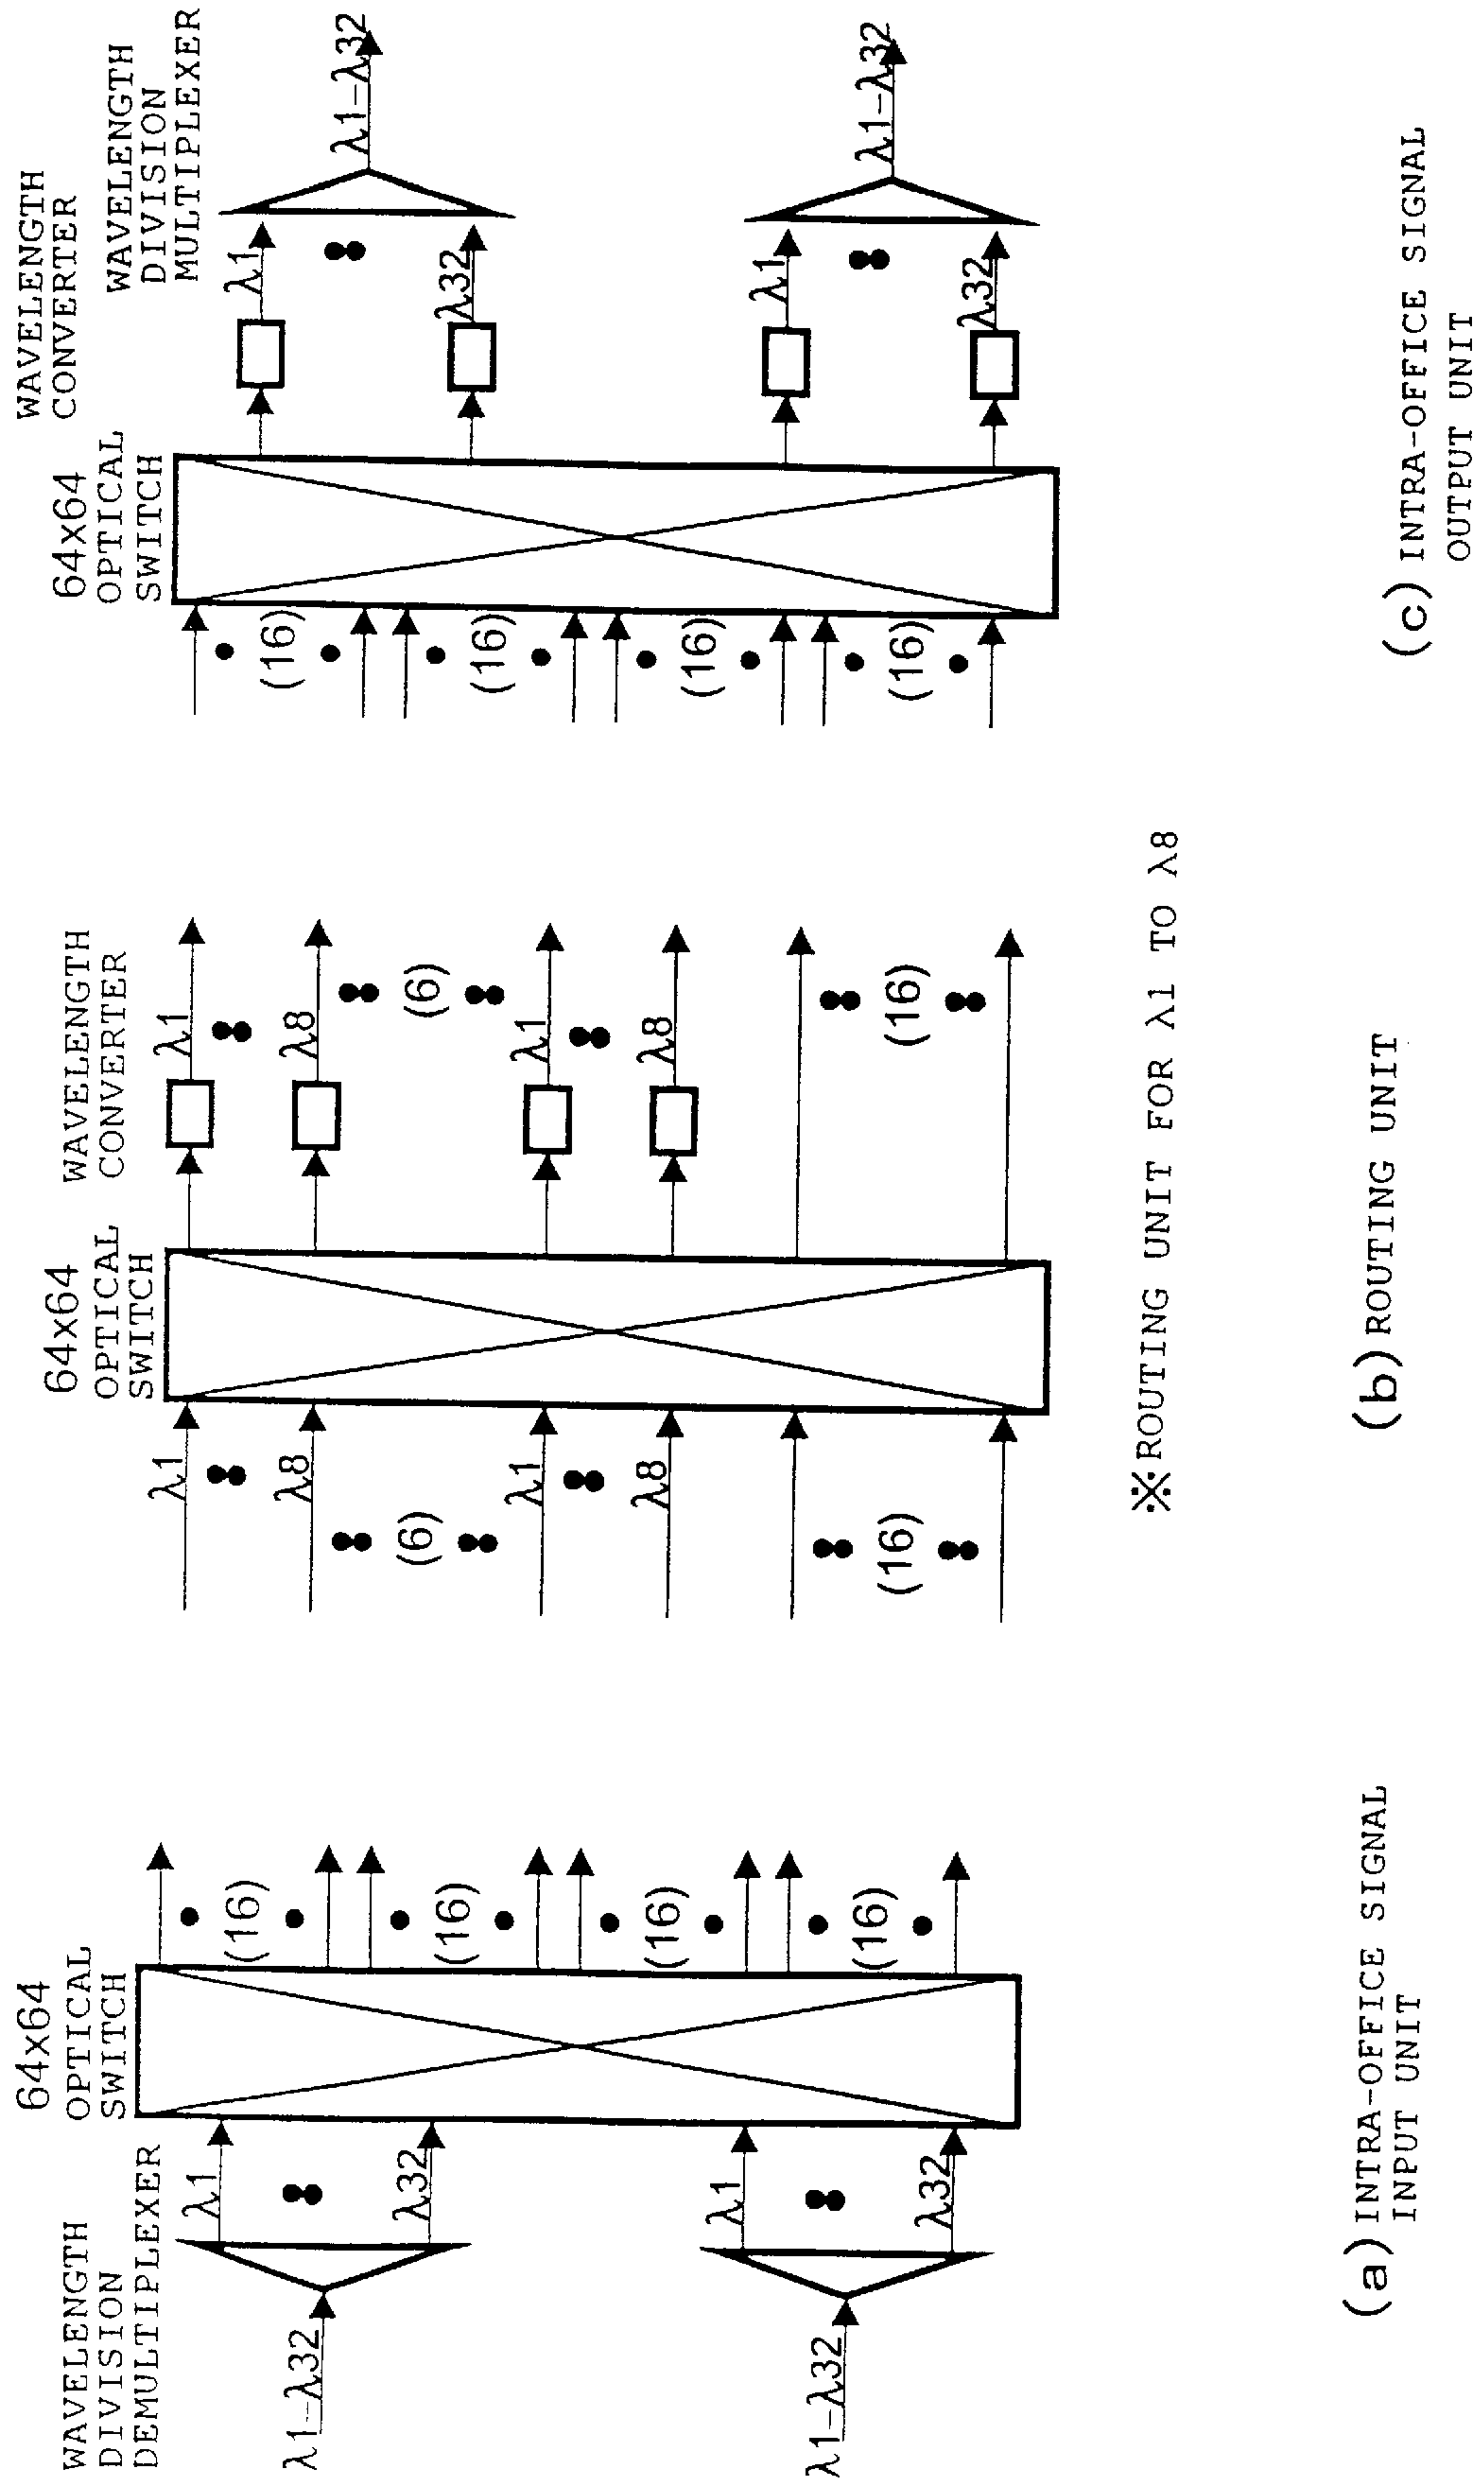 WAVELENGTH
DIVISION
DEMULTIPLEXER
64x64
OPTICAL
SWITCH
λ1-λ32
λ1
λ32
λ1-λ32
λ1
λ32
(16)
(16)
(16)
(16)
(a) INTRA-OFFICE SIGNAL
INPUT UNIT
64x64
OPTICAL
SWITCH
WAVELENGTH
CONVERTER
λ1
λ8
(6)
λ1
λ8
(16)
λ1
λ8
(6)
λ1
λ8
(16)
※ROUTING UNIT FOR λ1 TO λ8
(b) ROUTING UNIT
64x64
OPTICAL
SWITCH
WAVELENGTH
CONVERTER
WAVELENGTH
DIVISION
MULTIPLEXER
(16)
(16)
(16)
(16)
λ1
λ32
λ1-λ32
λ1
λ32
λ1-λ32
(c) INTRA-OFFICE SIGNAL
OUTPUT UNIT